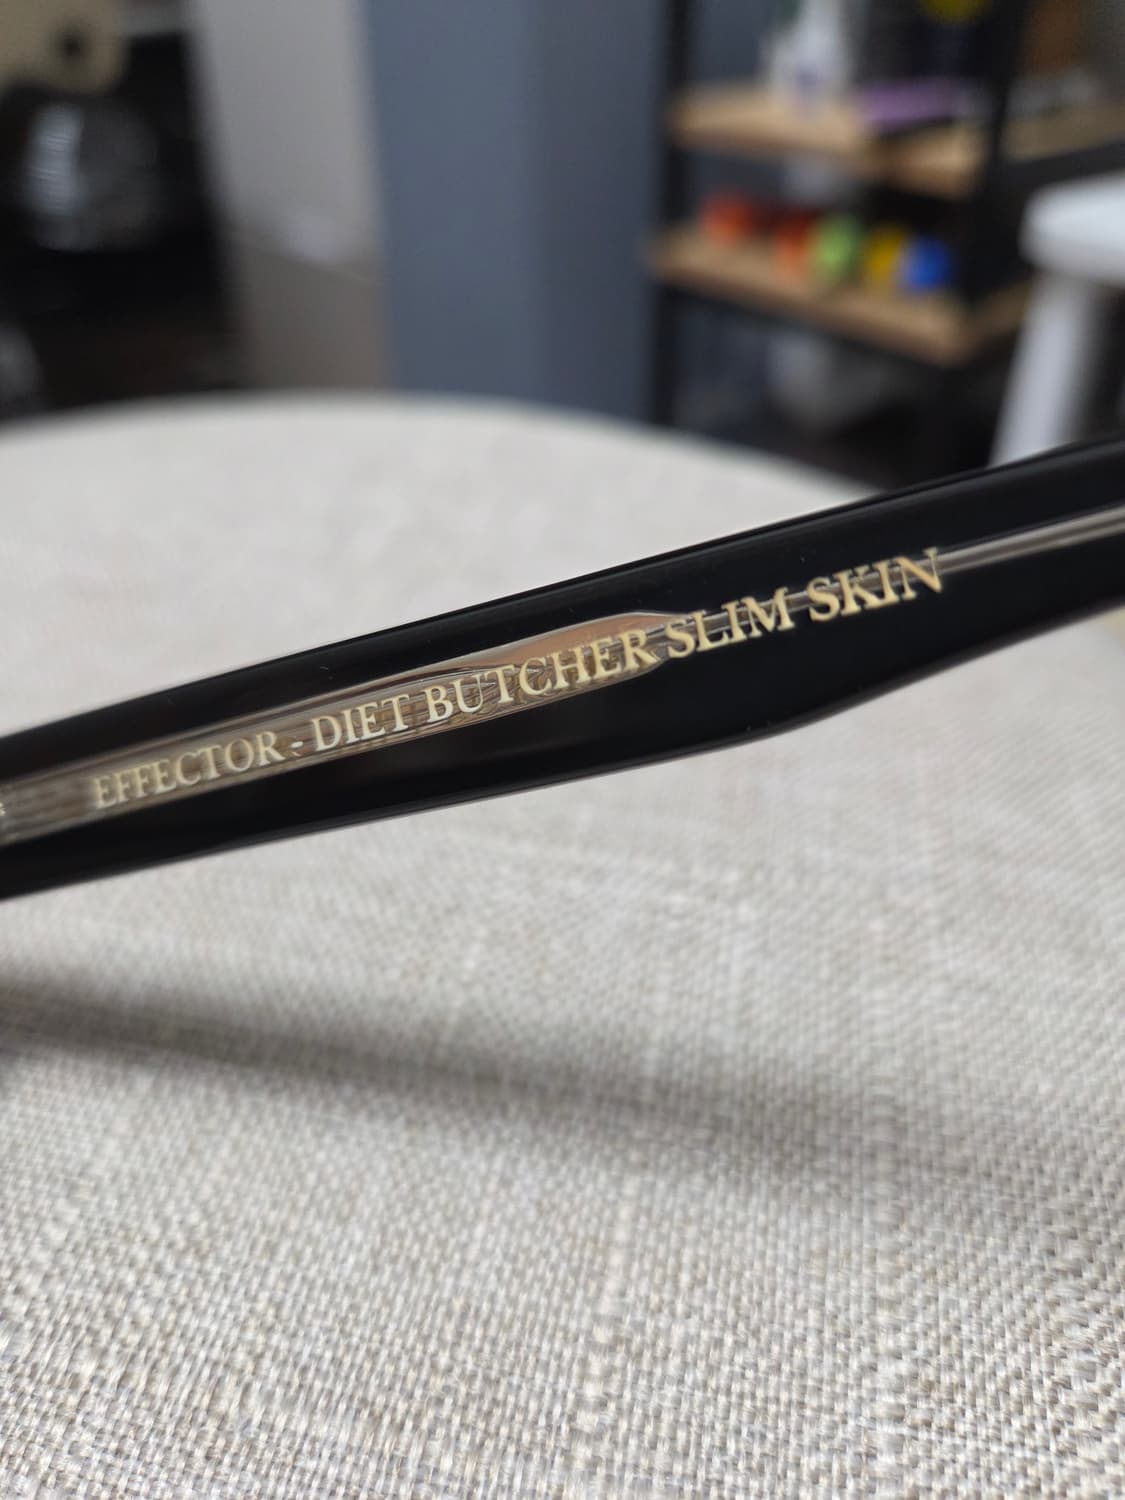 EFFECTOR - DIET BUTCHER SLIM SKIN